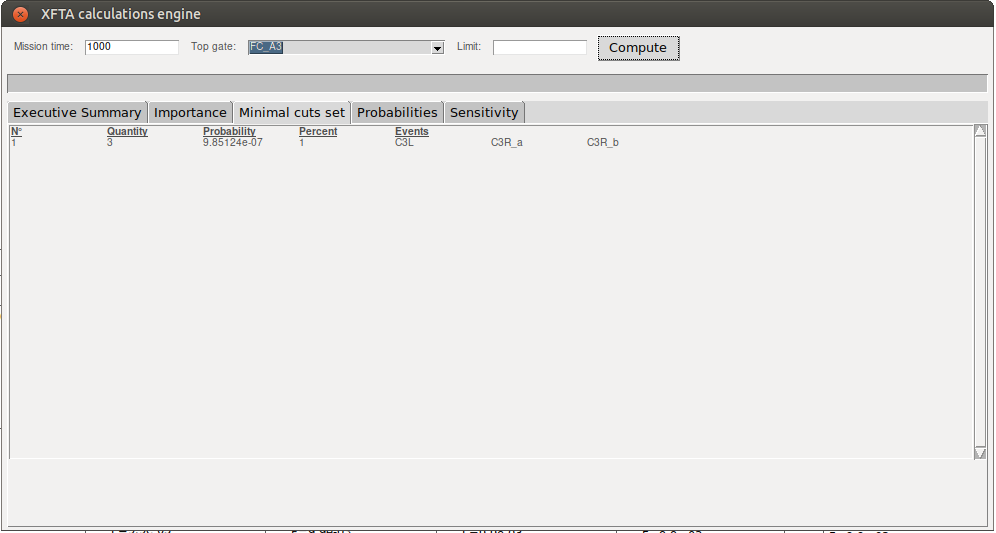 XFTA calculations engine
Mission time: 1000 Top gate: FC_A3 Limit: Compute
Executive Summary Importance Minimal cuts set Probabilities Sensitivity
N° Quantity Probability Percent Events
1 3 9.85124e-07 1 C3L C3R_a C3R_b